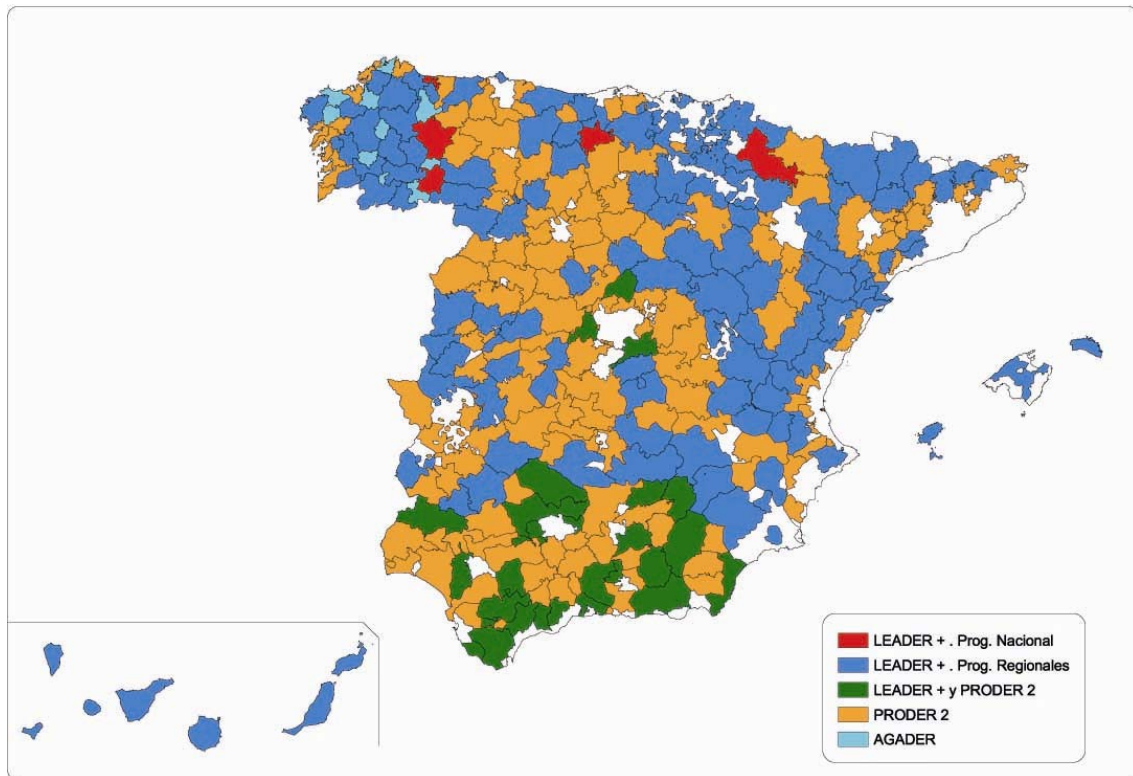 LEADER + . Prog. Nacional
LEADER + . Prog. Regionales
LEADER + y PRODER 2
PRODER 2
AGADER